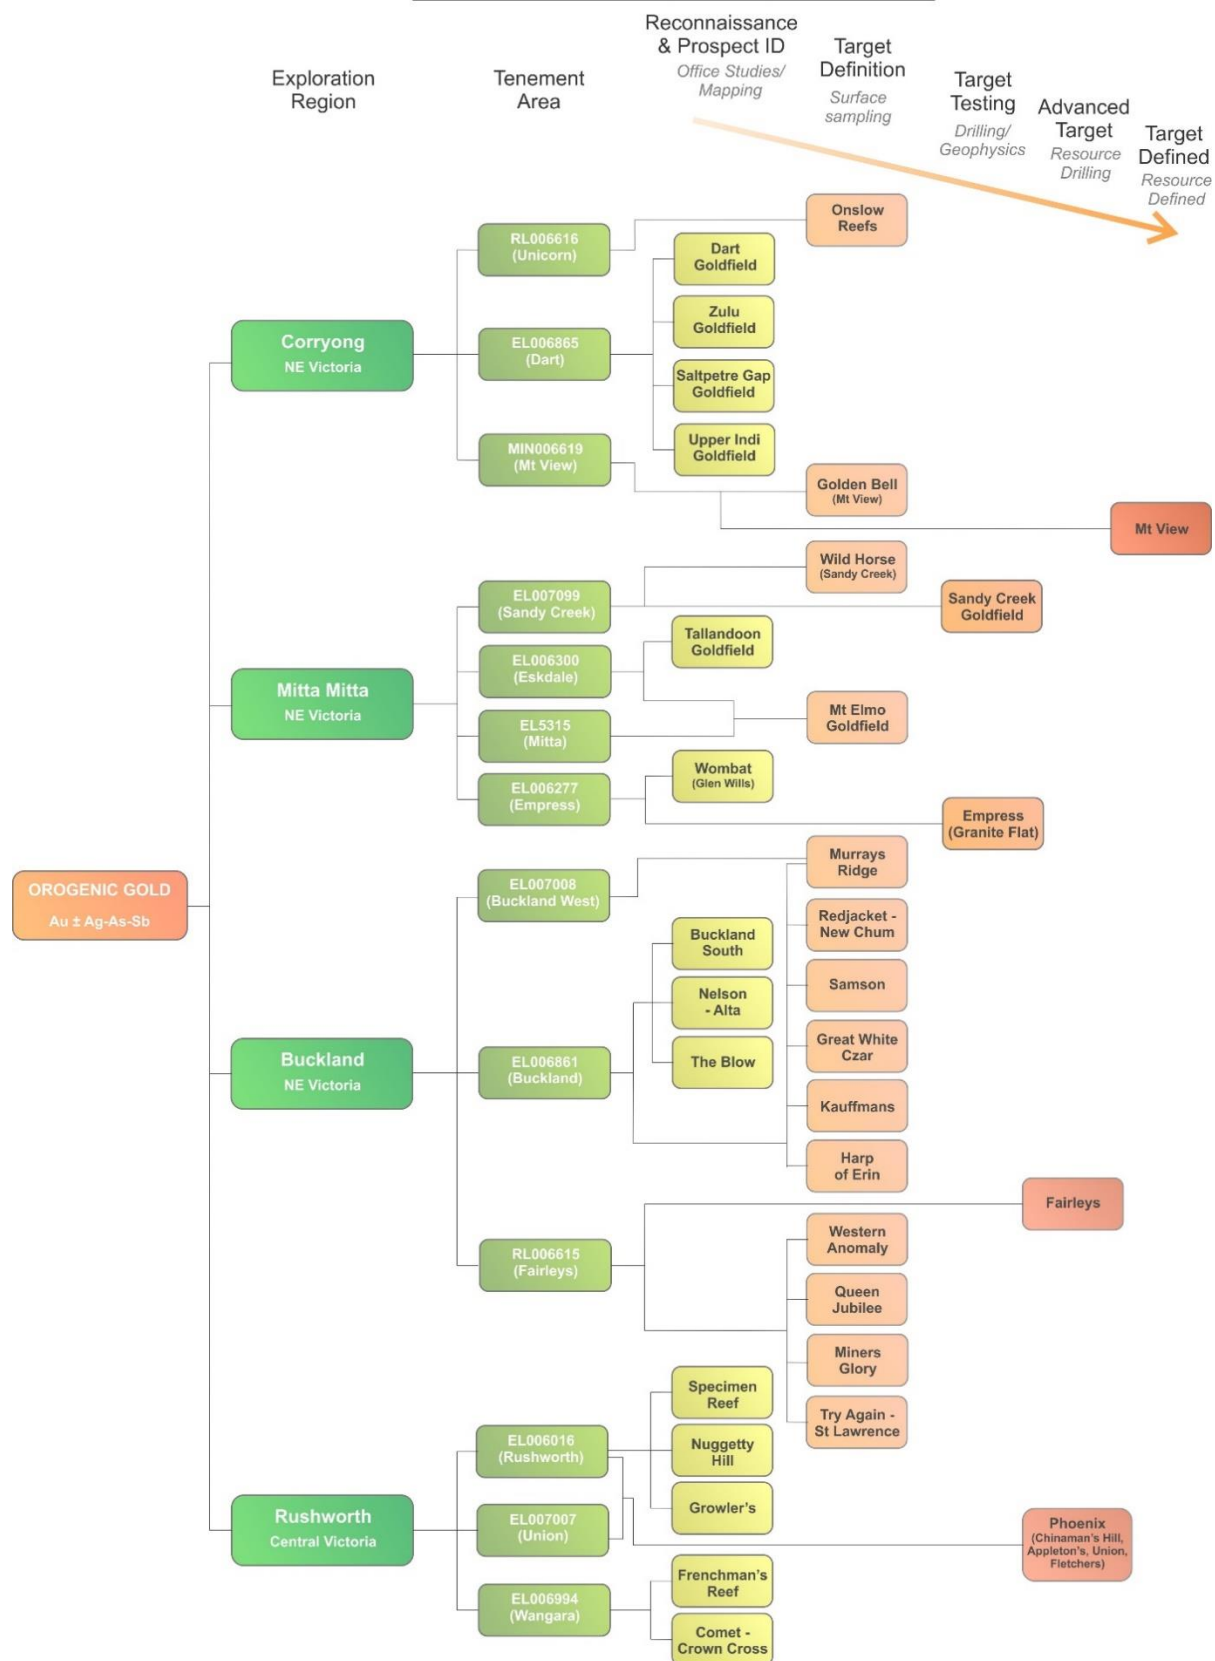 Exploration
Region
Tenement
Area
Reconnaissance
& Prospect ID
Office Studies/
Mapping
Target
Definition
Surface
sampling
Target
Testing
Drilling/
Geophysics
Advanced
Target
Resource
Drilling
Target
Defined
Resource
Defined
OROGENIC GOLD
Au ± Ag-As-Sb
Corryong
NE Victoria
RL006616
(Unicorn)
Onslow
Reefs
EL006865
(Dart)
Dart
Goldfield
Zulu
Goldfield
Saltpetre Gap
Goldfield
Upper Indi
Goldfield
MIN006619
(Mt View)
Golden Bell
(Mt View)
Mt View
Mitta Mitta
NE Victoria
EL007099
(Sandy Creek)
Wild Horse
(Sandy Creek)
Sandy Creek
Goldfield
EL006300
(Eskdale)
Tallandoon
Goldfield
EL5315
(Mitta)
Mt Elmo
Goldfield
EL006277
(Empress)
Wombat
(Glen Wills)
Empress
(Granite Flat)
Buckland
NE Victoria
EL007008
(Buckland West)
Murrays
Ridge
Redjacket -
New Chum
Samson
Great White
Czar
Kauffmans
Harp
of Erin
EL006861
(Buckland)
Buckland
South
Nelson
- Alta
The Blow
RL006615
(Fairleys)
Fairleys
Western
Anomaly
Queen
Jubilee
Miners
Glory
Try Again -
St Lawrence
Rushworth
Central Victoria
EL006016
(Rushworth)
Specimen
Reef
Nuggetty
Hill
Growler's
EL007007
(Union)
Phoenix
(Chinaman's Hill,
Appleton's, Union,
Fletchers)
EL006994
(Wangara)
Frenchman's
Reef
Comet -
Crown Cross